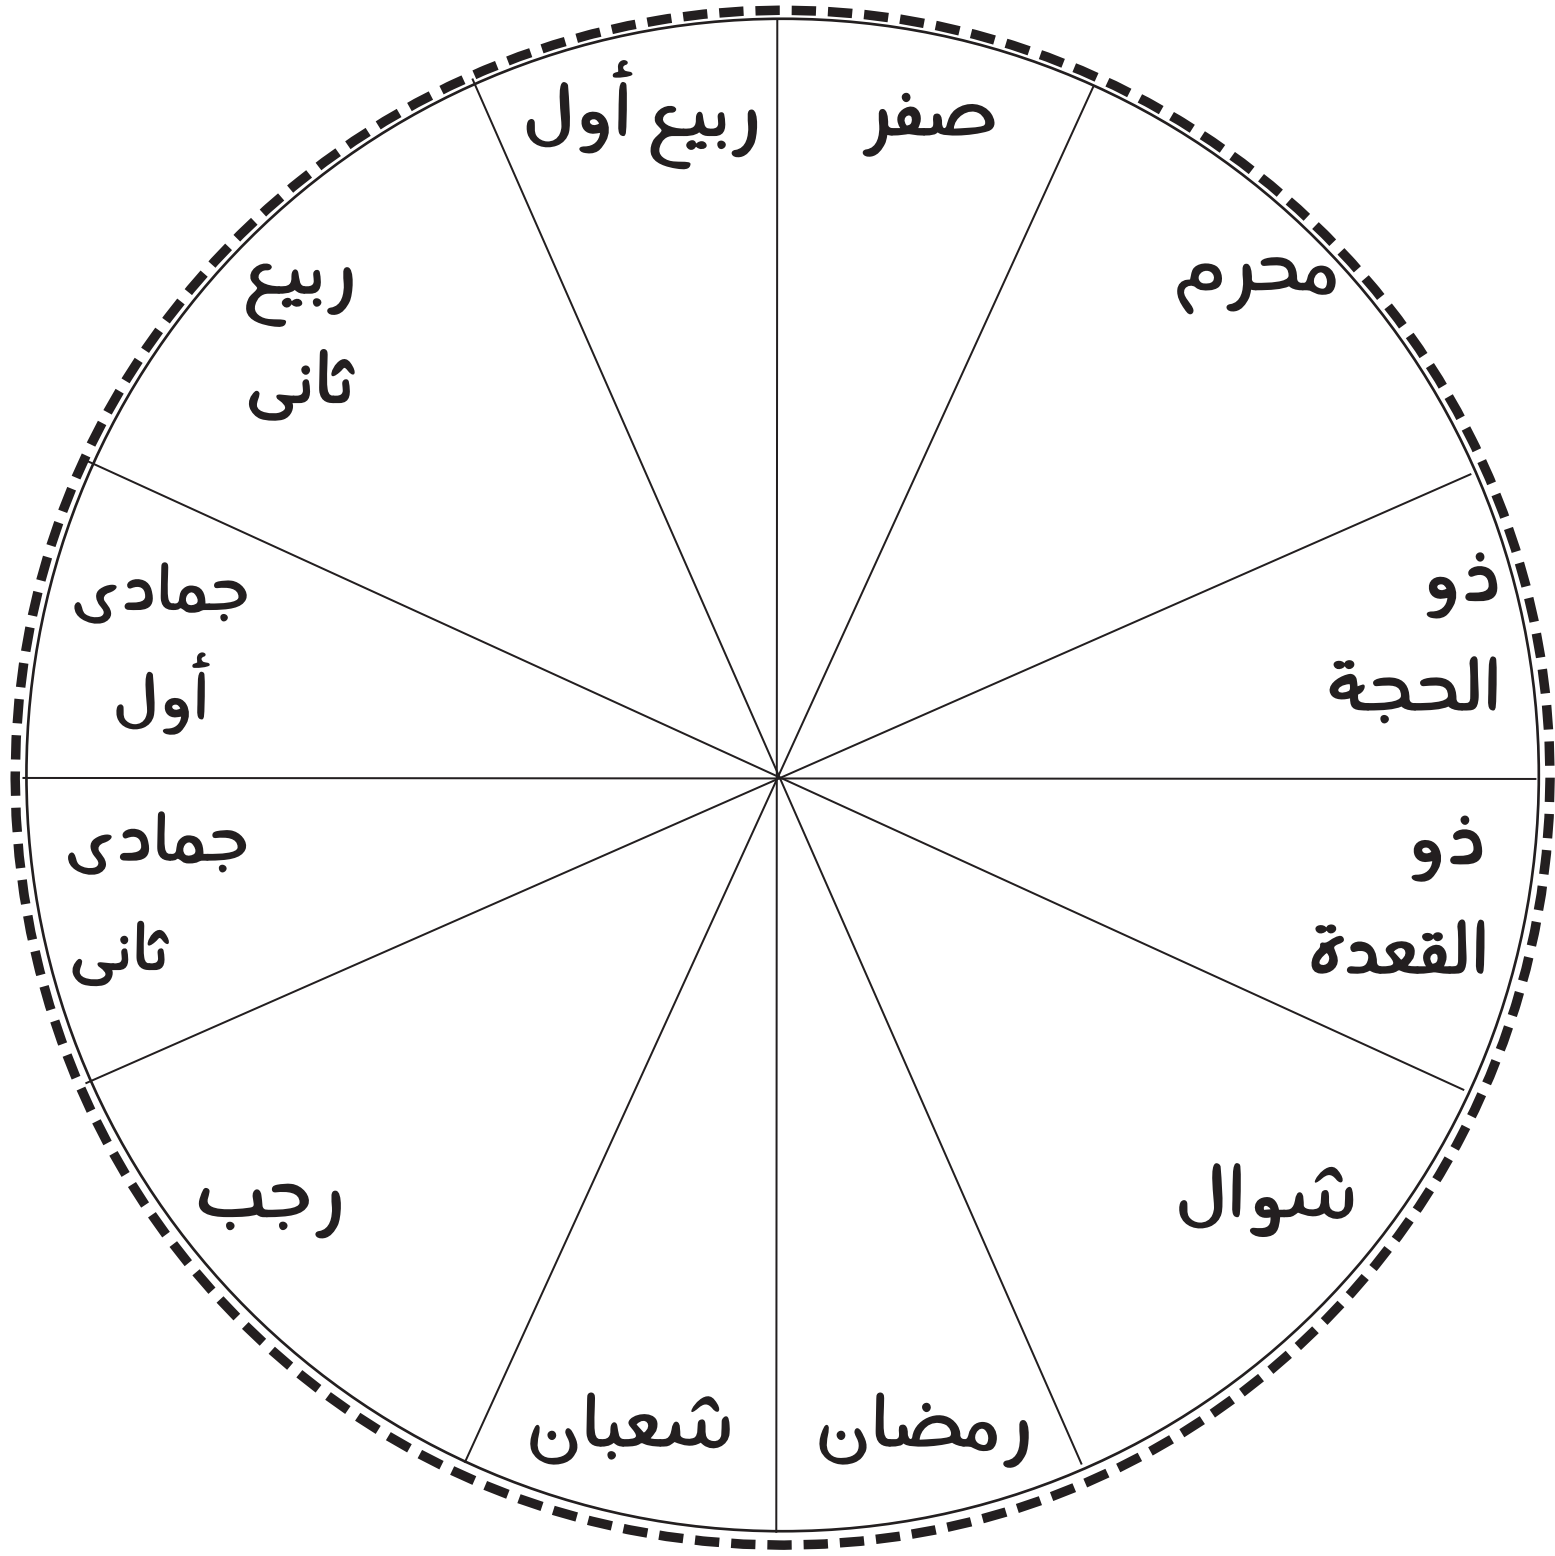 محرم
صفر
ربيع أول
ربيع
ثانى
جمادى
أول
جمادى
ثانى
رجب
شعبان
رمضان
شوال
ذو
القعدة
ذو
الحجة